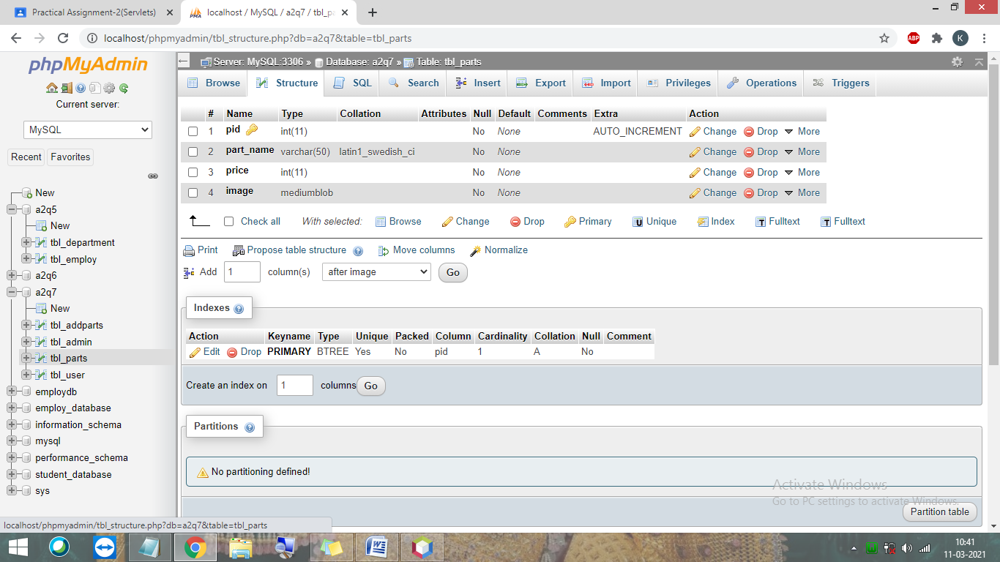 Practical Assignment-2(Servlets)
localhost / MySQL / a2q7 / tbl_pa
localhost/phpmyadmin/tbl_structure.php?db=a2q7&table=tbl_parts
ABP
K
phpMyAdmin
Current server:
MySQL
Recent Favorites
New
a2q5
New
tbl_department
tbl_employ
a2q6
a2q7
New
tbl_addparts
tbl_admin
tbl_parts
tbl_user
employdb
employ_database
information_schema
mysql
performance_schema
student_database
sys
localhost/phpmyadmin/tbl_structure.php?db=a2q7&table=tbl_parts
Server: MySQL:3306 » Database: a2q7 » Table: tbl_parts
Browse Structure SQL Search Insert Export Import Privileges Operations Triggers
# Name Type Collation Attributes Null Default Comments Extra Action
1 pid int(11) No None AUTO_INCREMENT Change Drop More
2 part_name varchar(50) latin1_swedish_ci No None Change Drop More
3 price int(11) No None Change Drop More
4 image mediumblob No None Change Drop More
Check all With selected: Browse Change Drop Primary Unique Index Fulltext Fulltext
Print Propose table structure Move columns Normalize
Add 1 column(s) after image Go
Indexes
Action Keyname Type Unique Packed Column Cardinality Collation Null Comment
Edit Drop PRIMARY BTREE Yes No pid 1 A No
Create an index on 1 columns Go
Partitions
No partitioning defined!
Activate Windows
Go to PC settings to activate Windows.
Partition table
10:41
11-03-2021